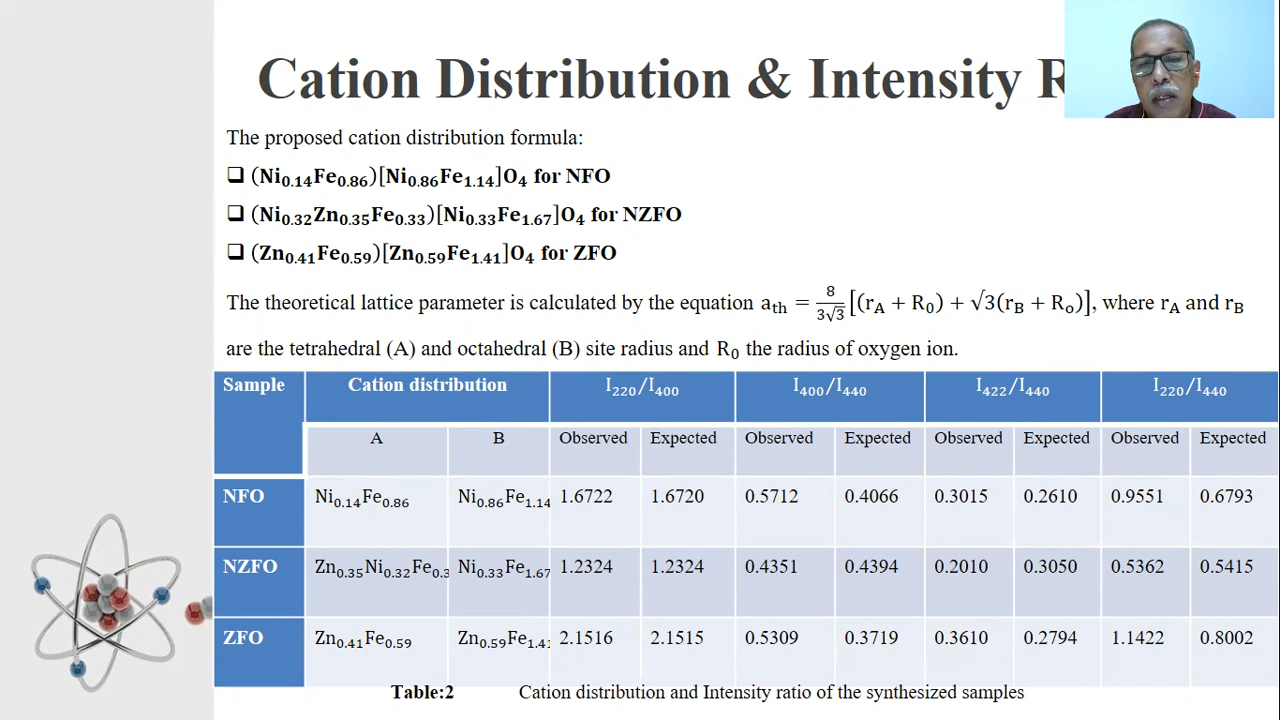 Cation Distribution & Intensity
The proposed cation distribution formula:
❑ (Ni₀.₁₄Fe₀.₈₆)[Ni₀.₈₆Fe₁.₁₄]O₄ for NFO
❑ (Ni₀.₃₂Zn₀.₃₅Fe₀.₃₃)[Ni₀.₃₃Fe₁.₆₇]O₄ for NZFO
❑ (Zn₀.₄₁Fe₀.₅₉)[Zn₀.₅₉Fe₁.₄₁]O₄ for ZFO
The theoretical lattice parameter is calculated by the equation a_th = 8/(3√3) [(r_A + R₀) + √3(r_B + R_o)], where r_A and r_B
are the tetrahedral (A) and octahedral (B) site radius and R₀ the radius of oxygen ion.
Sample Cation distribution I₂₂₀/I₄₀₀ I₄₀₀/I₄₄₀ I₄₂₂/I₄₄₀ I₂₂₀/I₄₄₀
A B Observed Expected Observed Expected Observed Expected Observed Expected
NFO Ni₀.₁₄Fe₀.₈₆ Ni₀.₈₆Fe₁.₁₄ 1.6722 1.6720 0.5712 0.4066 0.3015 0.2610 0.9551 0.6793
NZFO Zn₀.₃₅Ni₀.₃₂Fe₀.₃ Ni₀.₃₃Fe₁.₆₇ 1.2324 1.2324 0.4351 0.4394 0.2010 0.3050 0.5362 0.5415
ZFO Zn₀.₄₁Fe₀.₅₉ Zn₀.₅₉Fe₁.₄₁ 2.1516 2.1515 0.5309 0.3719 0.3610 0.2794 1.1422 0.8002
Table:2 Cation distribution and Intensity ratio of the synthesized samples